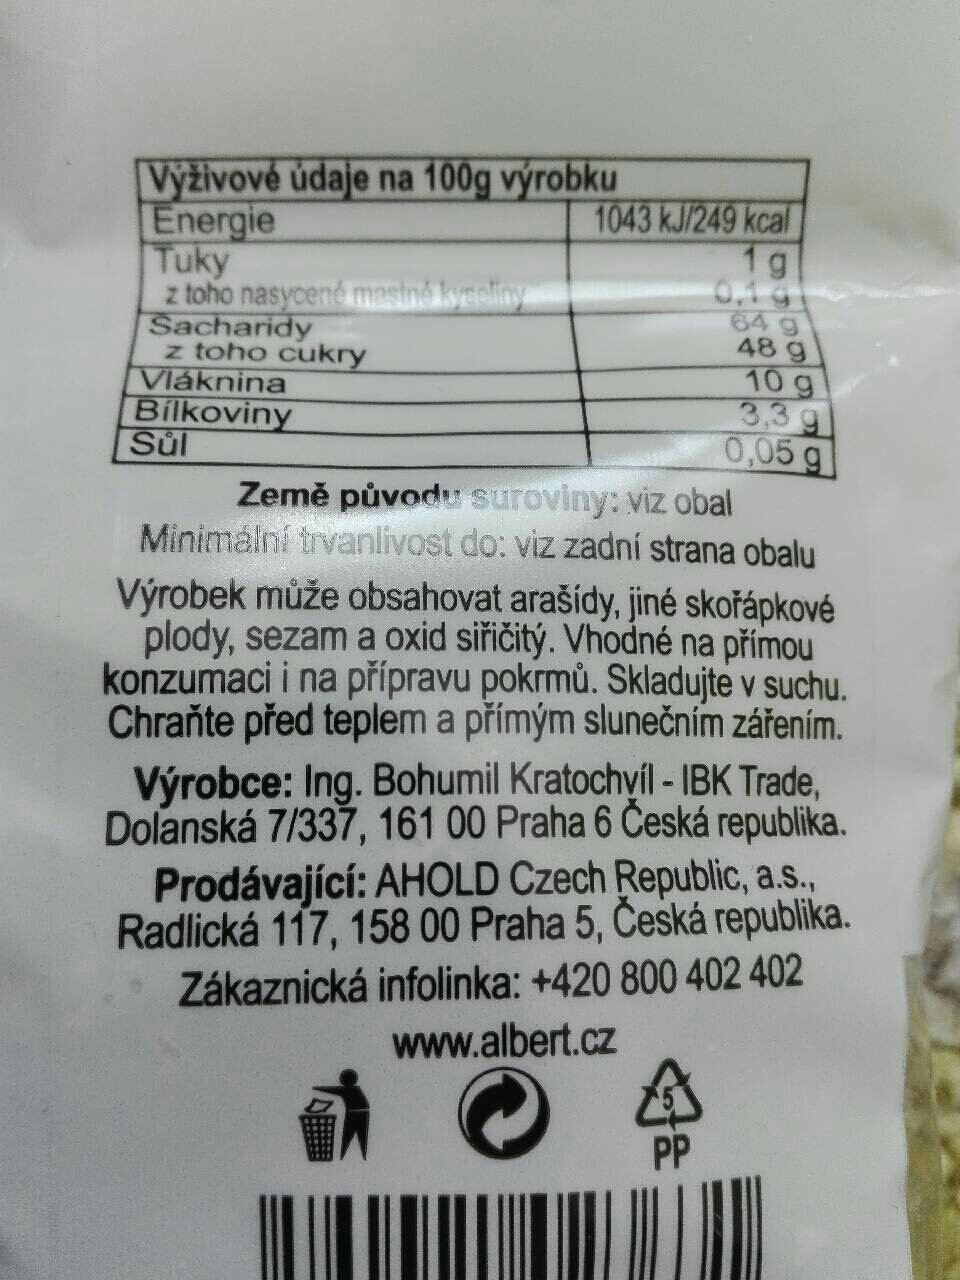 Výživové údaje na 100g výrobku
Energie 1043 kJ/249 kcal
Tuky 1 g
z toho nasycené mastné kyseliny 0,1 g
Sacharidy 64 g
z toho cukry 48 g
Vláknina 10 g
Bílkoviny 3,3 g
Sůl 0,05 g
Země původu suroviny: viz obal
Minimální trvanlivost do: viz zadní strana obalu
Výrobek může obsahovat arašídy, jiné skořápkové
plody, sezam a oxid siřičitý. Vhodné na přímou
konzumaci i na přípravu pokrmů. Skladujte v suchu.
Chraňte před teplem a přímým slunečním zářením.
Výrobce: Ing. Bohumil Kratochvíl - IBK Trade,
Dolanská 7/337, 161 00 Praha 6 Česká republika.
Prodávající: AHOLD Czech Republic, a.s.,
Radlická 117, 158 00 Praha 5, Česká republika.
Zákaznická infolinka: +420 800 402 402
www.albert.cz
5
PP